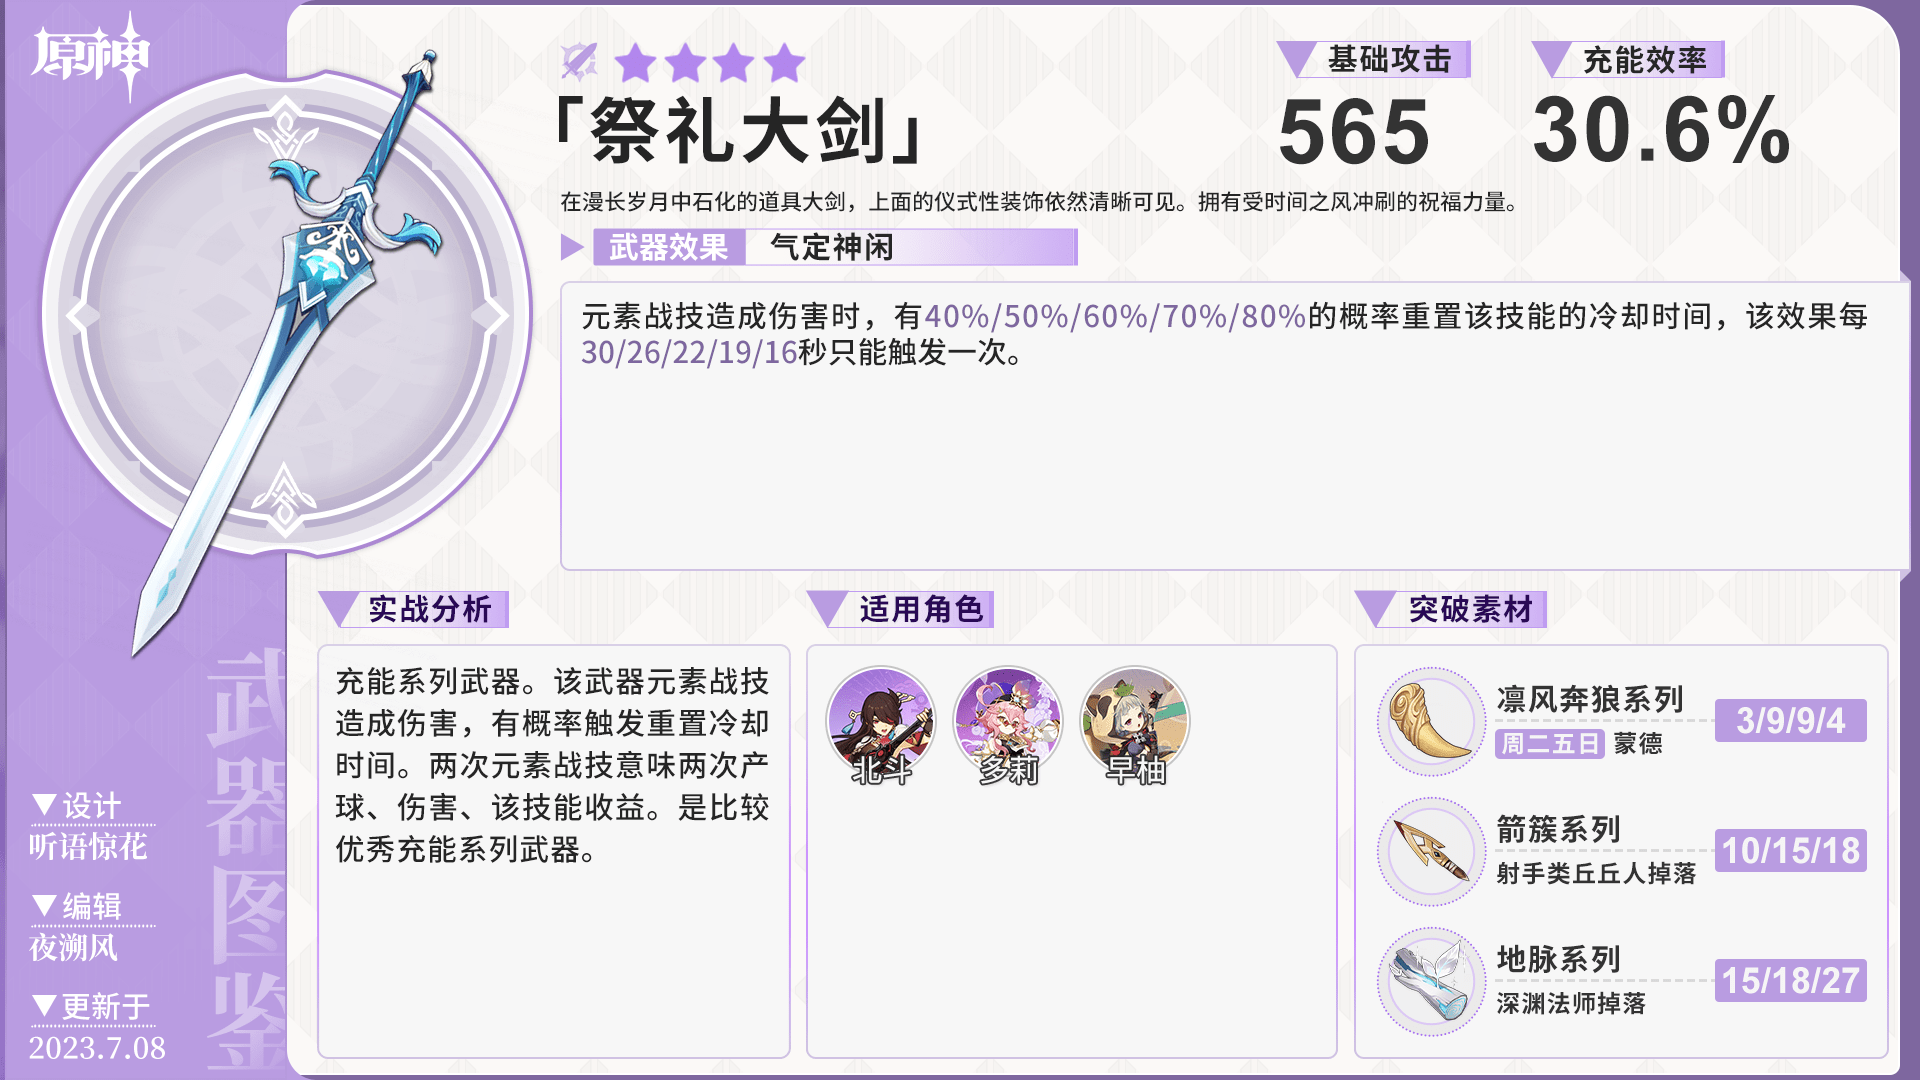 原神
基础攻击
565
充能效率
30.6%
「祭礼大剑」
在漫长岁月中石化的道具大剑，上面的仪式性装饰依然清晰可见。拥有受时间之风冲刷的祝福力量。
武器效果 气定神闲
元素战技造成伤害时，有40%/50%/60%/70%/80%的概率重置该技能的冷却时间，该效果每
30/26/22/19/16秒只能触发一次。
实战分析
充能系列武器。该武器元素战技
造成伤害，有概率触发重置冷却
时间。两次元素战技意味两次产
球、伤害、该技能收益。是比较
优秀充能系列武器。
适用角色
北斗
多莉
早柚
突破素材
凛风奔狼系列
周二五日 蒙德
3/9/9/4
箭簇系列
射手类丘丘人掉落
10/15/18
地脉系列
深渊法师掉落
15/18/27
武器图鉴
▼设计
听语惊花
▼编辑
夜溯风
▼更新于
2023.7.08